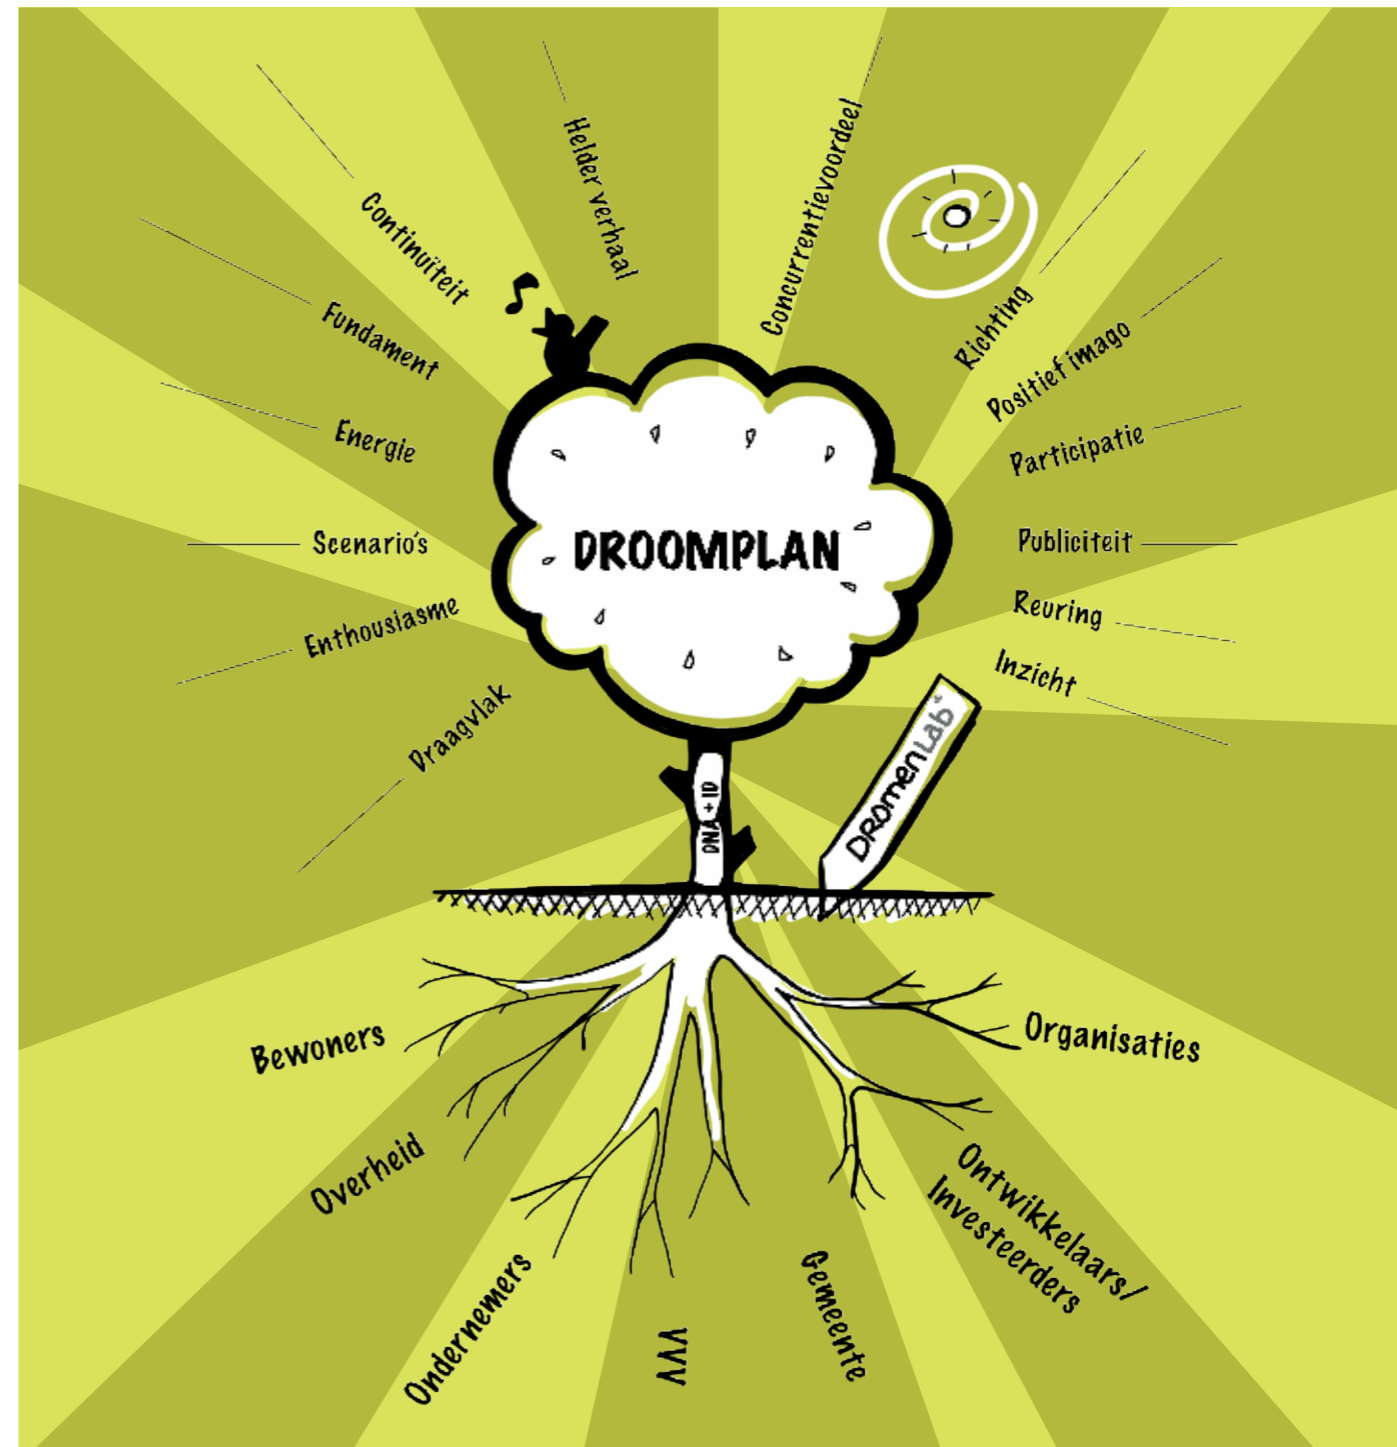 Helder verhaal
Concurrentievoordeel
Continuïteit
Richting
Fundament
Positief imago
Energie
Participatie
Scenario's
DROOMPLAN
Publiciteit
Enthousiasme
Reuring
Inzicht
Draagvlak
DNA + ID
DROMENLab®
Bewoners
Organisaties
Overheid
Ontwikkelaars/
Investeerders
Ondernemers
VVV
Gemeente